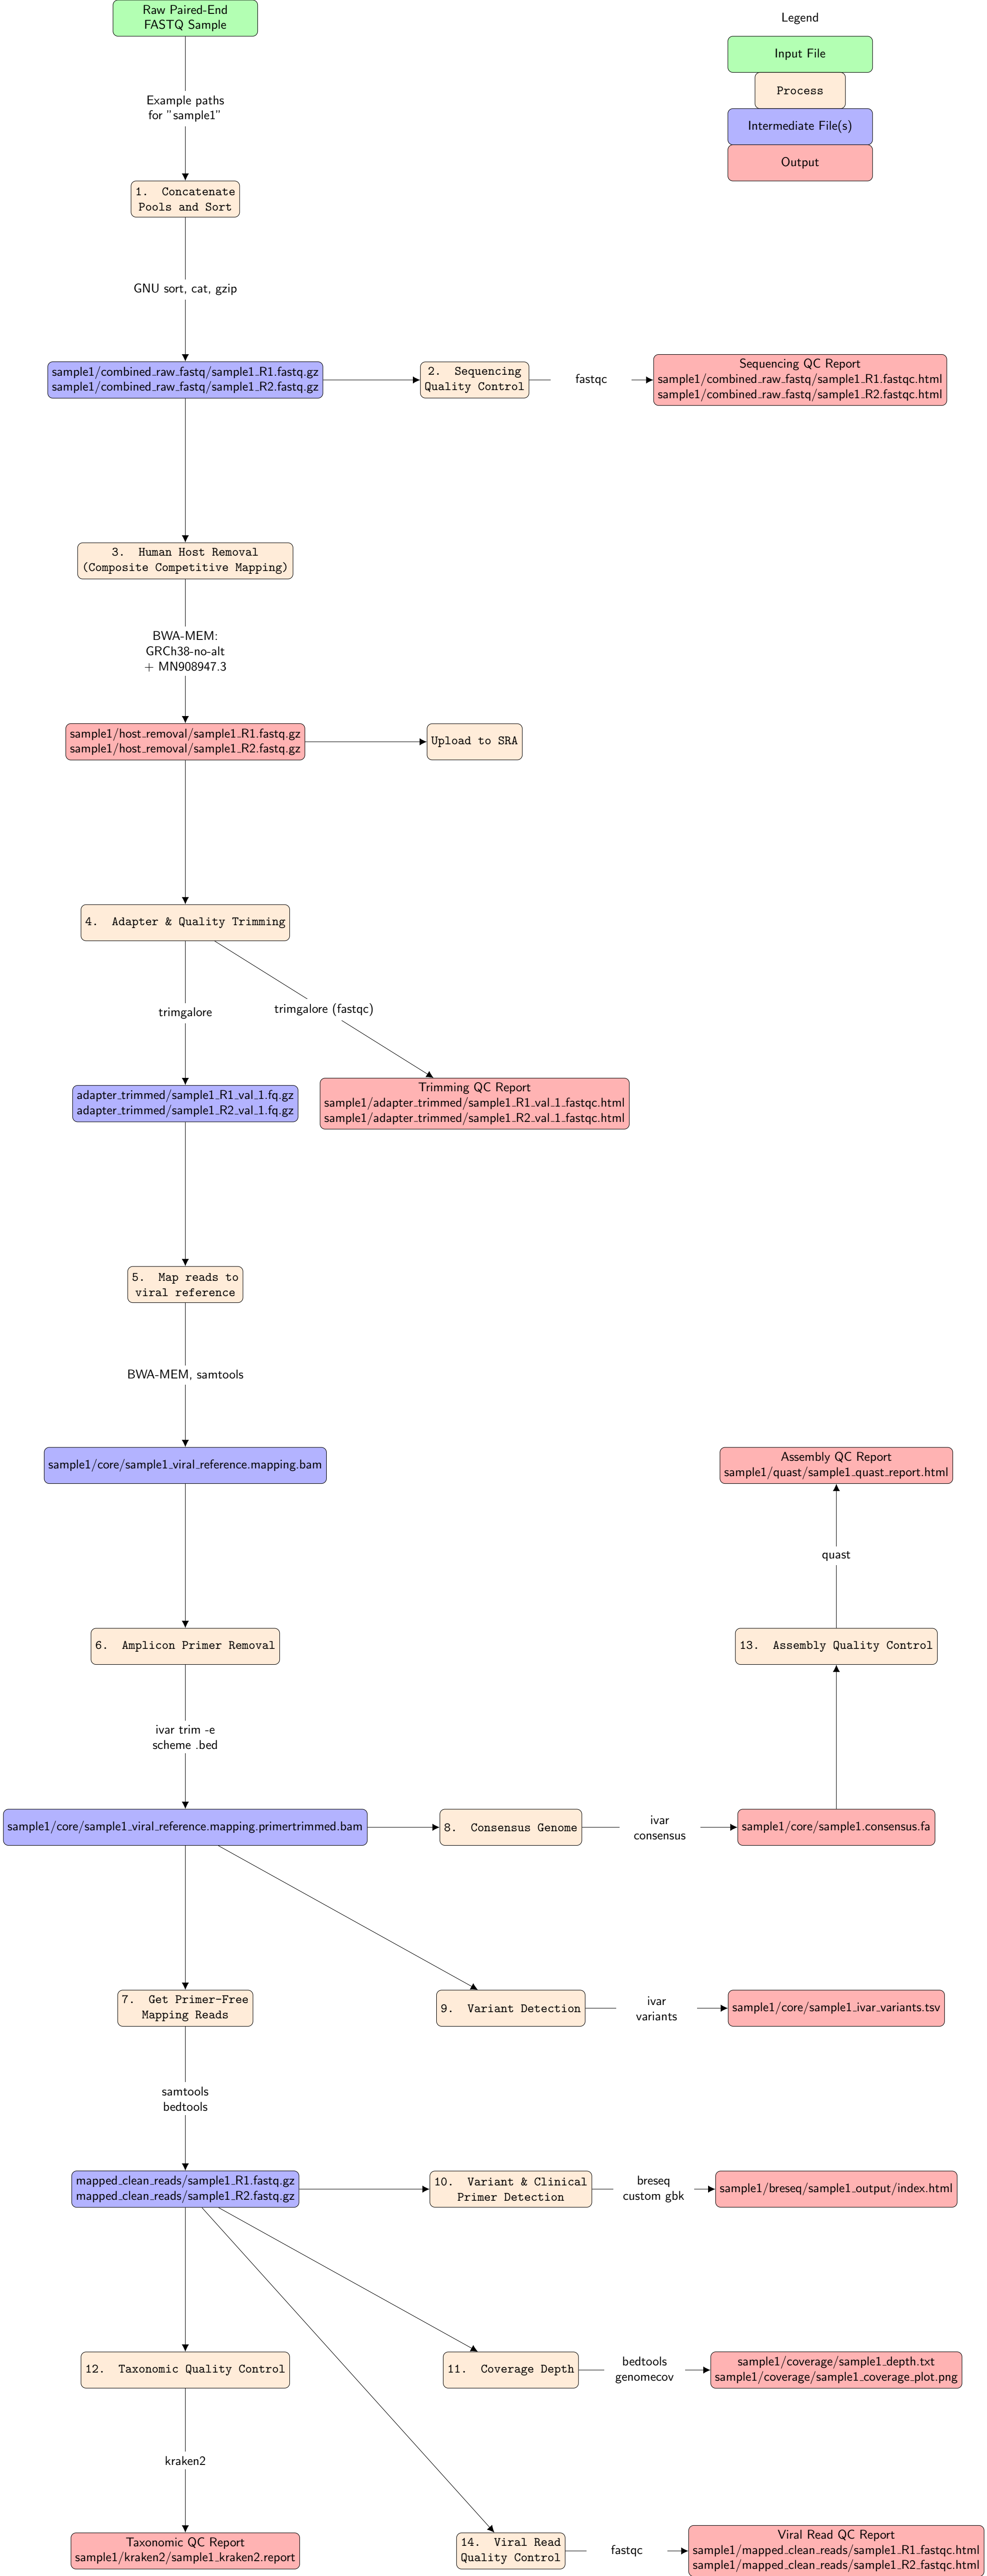 Raw Paired-End
FASTQ Sample
Legend
Input File
Process
Intermediate File(s)
Output
Example paths
for "sample1"
1. Concatenate
Pools and Sort
GNU sort, cat, gzip
sample1/combined_raw_fastq/sample1_R1.fastq.gz
sample1/combined_raw_fastq/sample1_R2.fastq.gz
2. Sequencing
Quality Control
fastqc
Sequencing QC Report
sample1/combined_raw_fastq/sample1_R1.fastqc.html
sample1/combined_raw_fastq/sample1_R2.fastqc.html
3. Human Host Removal
(Composite Competitive Mapping)
BWA-MEM:
GRCh38-no-alt
+ MN908947.3
sample1/host_removal/sample1_R1.fastq.gz
sample1/host_removal/sample1_R2.fastq.gz
Upload to SRA
4. Adapter & Quality Trimming
trimgalore
trimgalore (fastqc)
adapter_trimmed/sample1_R1_val_1.fq.gz
adapter_trimmed/sample1_R2_val_1.fq.gz
Trimming QC Report
sample1/adapter_trimmed/sample1_R1_val_1_fastqc.html
sample1/adapter_trimmed/sample1_R2_val_1_fastqc.html
5. Map reads to
viral reference
BWA-MEM, samtools
sample1/core/sample1_viral_reference.mapping.bam
Assembly QC Report
sample1/quast/sample1_quast_report.html
quast
6. Amplicon Primer Removal
13. Assembly Quality Control
ivar trim -e
scheme .bed
sample1/core/sample1_viral_reference.mapping.primertrimmed.bam
8. Consensus Genome
ivar
consensus
sample1/core/sample1.consensus.fa
7. Get Primer-Free
Mapping Reads
9. Variant Detection
ivar
variants
sample1/core/sample1_ivar_variants.tsv
samtools
bedtools
mapped_clean_reads/sample1_R1.fastq.gz
mapped_clean_reads/sample1_R2.fastq.gz
10. Variant & Clinical
Primer Detection
breseq
custom gbk
sample1/breseq/sample1_output/index.html
12. Taxonomic Quality Control
11. Coverage Depth
bedtools
genomecov
sample1/coverage/sample1_depth.txt
sample1/coverage/sample1_coverage_plot.png
kraken2
Taxonomic QC Report
sample1/kraken2/sample1_kraken2.report
14. Viral Read
Quality Control
fastqc
Viral Read QC Report
sample1/mapped_clean_reads/sample1_R1_fastqc.html
sample1/mapped_clean_reads/sample1_R2_fastqc.html